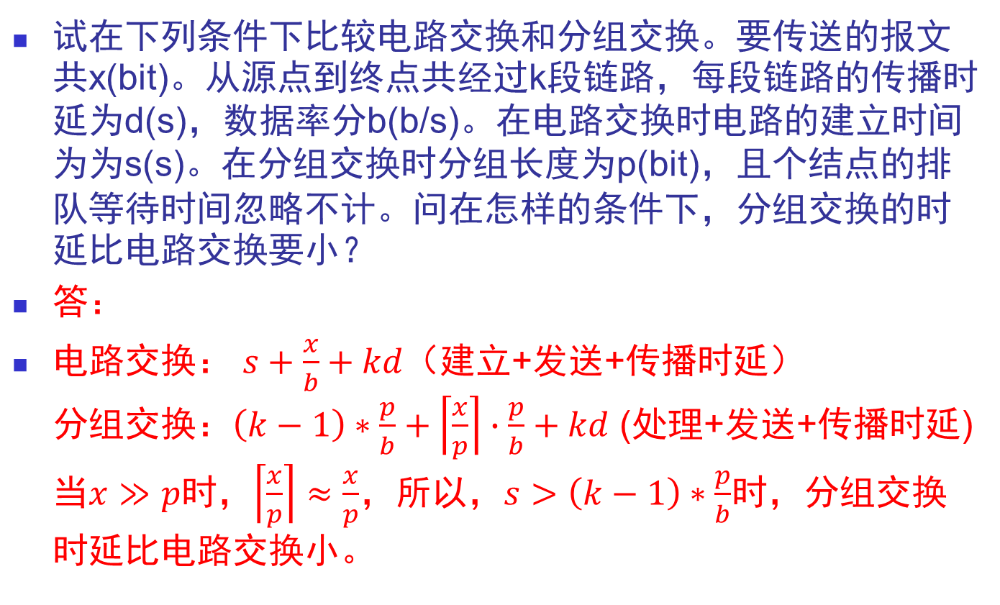 ▪ 试在下列条件下比较电路交换和分组交换。要传送的报文
共x(bit)。从源点到终点共经过k段链路，每段链路的传播时
延为d(s)，数据率分b(b/s)。在电路交换时电路的建立时间
为为s(s)。在分组交换时分组长度为p(bit)，且个结点的排
队等待时间忽略不计。问在怎样的条件下，分组交换的时
延比电路交换要小？
▪ 答：
▪ 电路交换： $s + \frac{x}{b} + kd$（建立+发送+传播时延）
分组交换：$(k - 1) * \frac{p}{b} + \left\lceil \frac{x}{p} \right\rceil \cdot \frac{p}{b} + kd$ (处理+发送+传播时延)
当$x \gg p$时，$\left\lceil \frac{x}{p} \right\rceil \approx \frac{x}{p}$，所以，$s > (k - 1) * \frac{p}{b}$时，分组交换
时延比电路交换小。